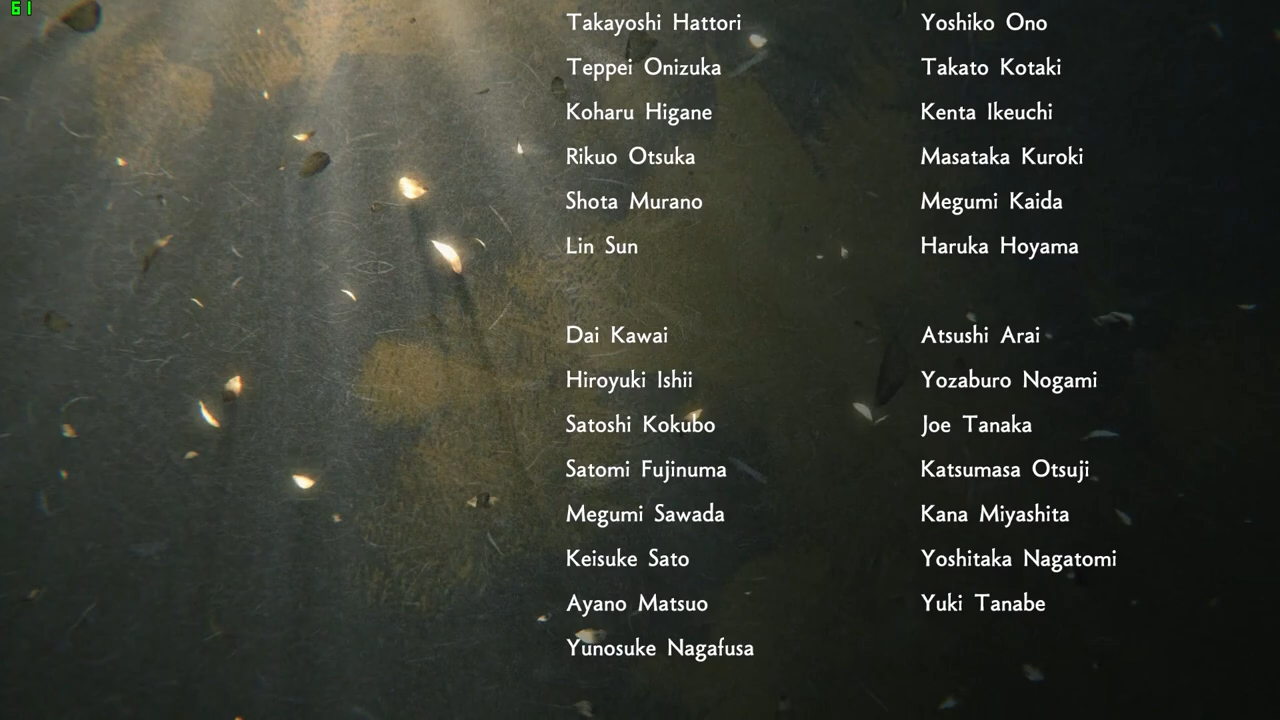 61
Takayoshi Hattori Yoshiko Ono
Teppei Onizuka Takato Kotaki
Koharu Higane Kenta Ikeuchi
Rikuo Otsuka Masataka Kuroki
Shota Murano Megumi Kaida
Lin Sun Haruka Hoyama
Dai Kawai Atsushi Arai
Hiroyuki Ishii Yozaburo Nogami
Satoshi Kokubo Joe Tanaka
Satomi Fujinuma Katsumasa Otsuji
Megumi Sawada Kana Miyashita
Keisuke Sato Yoshitaka Nagatomi
Ayano Matsuo Yuki Tanabe
Yunosuke Nagafusa